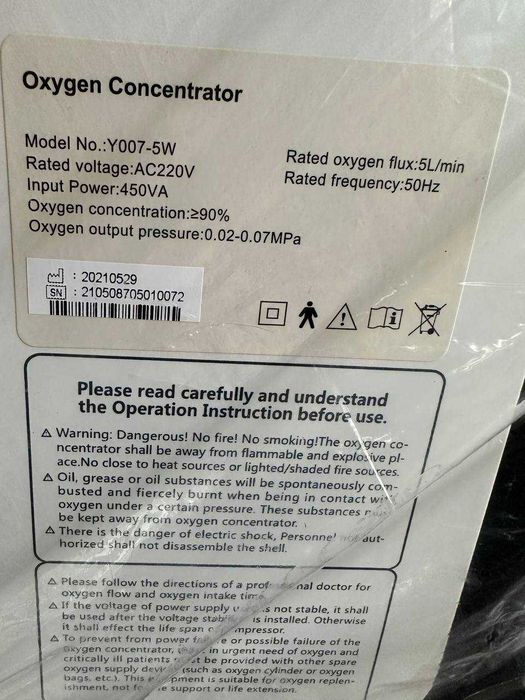 Oxygen Concentrator
Model No.:Y007-5W
Rated voltage:AC220V
Input Power:450VA
Oxygen concentration:≥90%
Oxygen output pressure:0.02-0.07MPa
Rated oxygen flux:5L/min
Rated frequency:50Hz
: 20210529
SN : 210508705010072
Please read carefully and understand
the Operation Instruction before use.
⚠ Warning: Dangerous! No fire! No smoking!The oxygen co-
ncentrator shall be away from flammable and explosive pl-
ace.No close to heat sources or lighted/shaded fire sources.
⚠ Oil, grease or oil substances will be spontaneously com-
busted and fiercely burnt when being in contact with
oxygen under a certain pressure. These substances must
be kept away from oxygen concentrator.
⚠ There is the danger of electric shock, Personnel not aut-
horized shall not disassemble the shell.
⚠ Please follow the directions of a professional doctor for
oxygen flow and oxygen intake time.
⚠ If the voltage of power supply is not stable, it shall
be used after the voltage stabilizer is installed. Otherwise
it shall effect the life span of compressor.
⚠ To prevent from power failure or possible failure of the
oxygen concentrator, in urgent need of oxygen and
critically ill patients must be provided with other spare
oxygen supply devices (such as oxygen cylinder or oxygen
bags, etc.). This equipment is suitable for oxygen replen-
ishment, not for life support or life extension.